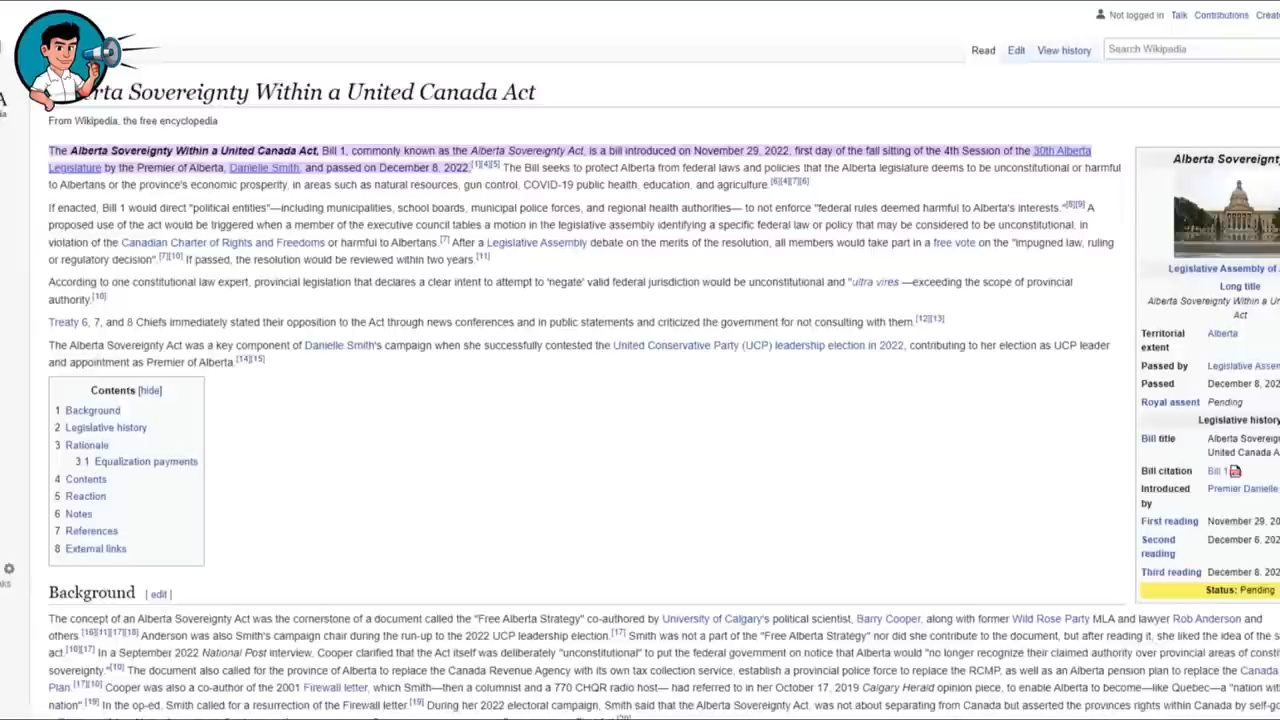 Not logged in Talk Contributions Create
Read Edit View history Search Wikipedia
rta Sovereignty Within a United Canada Act
From Wikipedia, the free encyclopedia
The Alberta Sovereignty Within a United Canada Act, Bill 1, commonly known as the Alberta Sovereignty Act, is a bill introduced on November 29, 2022, first day of the fall sitting of the 4th Session of the 30th Alberta
Legislature by the Premier of Alberta, Danielle Smith, and passed on December 8, 2022.[1][4][5] The Bill seeks to protect Alberta from federal laws and policies that the Alberta legislature deems to be unconstitutional or harmful
to Albertans or the province's economic prosperity, in areas such as natural resources, gun control, COVID-19 public health, education, and agriculture.[6][4][7][6]
If enacted, Bill 1 would direct "political entities"—including municipalities, school boards, municipal police forces, and regional health authorities— to not enforce "federal rules deemed harmful to Alberta's interests."[8][9] A
proposed use of the act would be triggered when a member of the executive council tables a motion in the legislative assembly identifying a specific federal law or policy that may be considered to be unconstitutional, in
violation of the Canadian Charter of Rights and Freedoms or harmful to Albertans.[7] After a Legislative Assembly debate on the merits of the resolution, all members would take part in a free vote on the "impugned law, ruling
or regulatory decision".[7][10] If passed, the resolution would be reviewed within two years.[11]
According to one constitutional law expert, provincial legislation that declares a clear intent to attempt to 'negate' valid federal jurisdiction would be unconstitutional and "ultra vires —exceeding the scope of provincial
authority.[10]
Treaty 6, 7, and 8 Chiefs immediately stated their opposition to the Act through news conferences and in public statements and criticized the government for not consulting with them.[12][13]
The Alberta Sovereignty Act was a key component of Danielle Smith's campaign when she successfully contested the United Conservative Party (UCP) leadership election in 2022, contributing to her election as UCP leader
and appointment as Premier of Alberta.[14][15]
Contents [hide]
1 Background
2 Legislative history
3 Rationale
3.1 Equalization payments
4 Contents
5 Reaction
6 Notes
7 References
8 External links
Alberta Sovereignty
Legislative Assembly of
Long title
Alberta Sovereignty Within a Un
Act
Territorial Alberta
extent
Passed by Legislative Assem
Passed December 8, 202
Royal assent Pending
Legislative history
Bill title Alberta Sovereig
United Canada A
Bill citation Bill 1
Introduced Premier Danielle
by
First reading November 29, 20
Second December 6, 202
reading
Third reading December 8, 202
Status: Pending
Background [ edit ]
The concept of an Alberta Sovereignty Act was the cornerstone of a document called the "Free Alberta Strategy" co-authored by University of Calgary's political scientist, Barry Cooper, along with former Wild Rose Party MLA and lawyer Rob Anderson and
others.[16][11][17][18] Anderson was also Smith's campaign chair during the run-up to the 2022 UCP leadership election.[17] Smith was not a part of the "Free Alberta Strategy" nor did she contribute to the document, but after reading it, she liked the idea of the s
act.[10][17] In a September 2022 National Post interview, Cooper clarified that the Act itself was deliberately "unconstitutional" to put the federal government on notice that Alberta would "no longer recognize their claimed authority over provincial areas of consti
sovereignty."[10] The document also called for the province of Alberta to replace the Canada Revenue Agency with its own tax collection service, establish a provincial police force to replace the RCMP, as well as an Alberta pension plan to replace the Canada
Plan.[17][10] Cooper was also a co-author of the 2001 Firewall letter, which Smith—then a columnist and a 770 CHQR radio host— had referred to in her October 17, 2019 Calgary Herald opinion piece, to enable Alberta to become—like Quebec—a "nation wit
nation".[19] In the op-ed, Smith called for a resurrection of the Firewall letter.[19] During her 2022 electoral campaign, Smith said that the Alberta Sovereignty Act, was not about separating from Canada but asserted the provinces rights within Canada by self-go